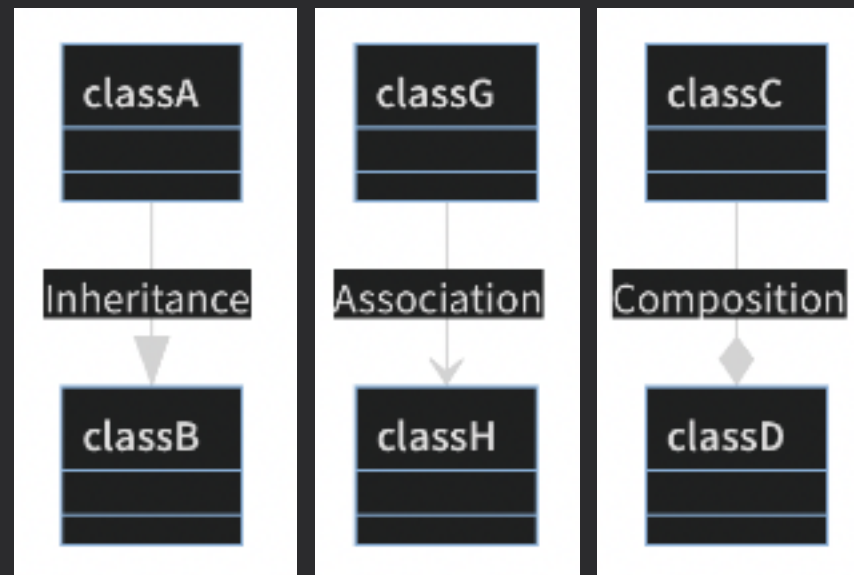 classA
Inheritance
classB
classG
Association
classH
classC
Composition
classD